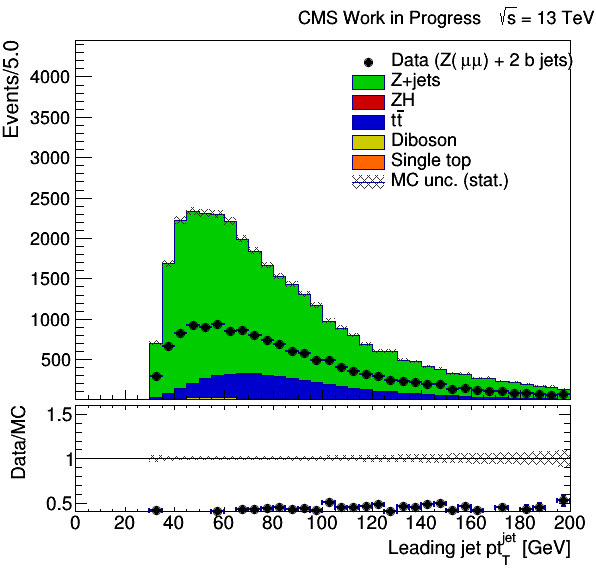 CMS Work in Progress √s = 13 TeV
Events/5.0
4000
3500
3000
2500
2000
1500
1000
500
Data (Z(μμ) + 2 b jets)
Z+jets
ZH
tt̅
Diboson
Single top
MC unc. (stat.)
Data/MC
1.5
1
0.5
0 20 40 60 80 100 120 140 160 180 200
Leading jet pt_T^jet [GeV]